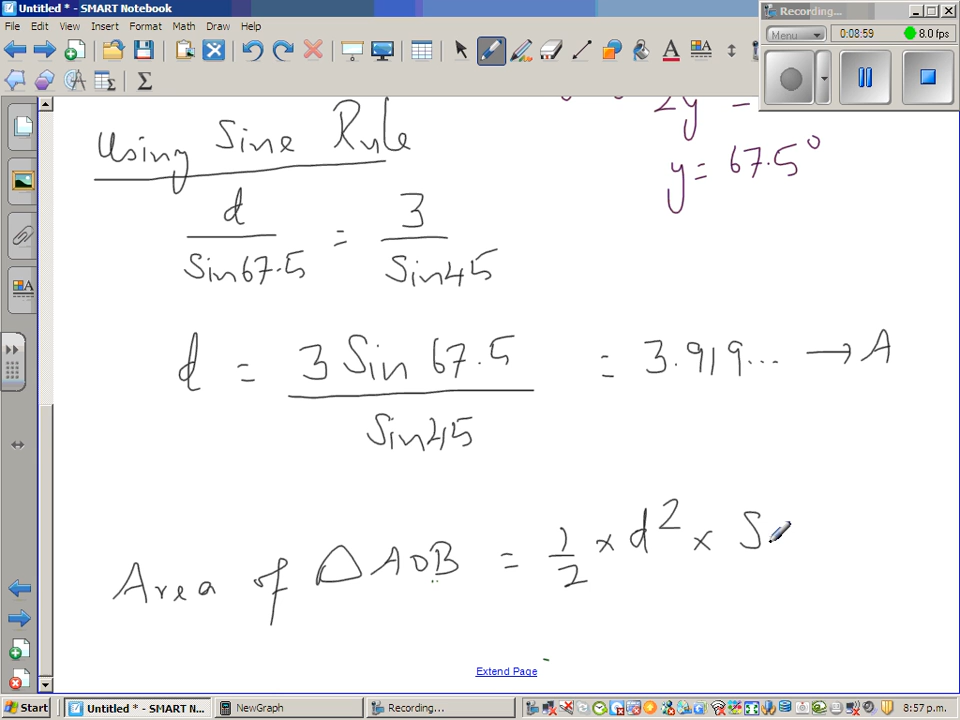 Untitled * - SMART Notebook
Recording...
File Edit View Insert Format Math Draw Help
Menu
0:08:59
8.0 fps
2y =
y = 67.5°
Using Sine Rule
d / Sin67.5 = 3 / Sin45
d = 3 Sin 67.5 / Sin45 = 3.919... → A
Area of △AOB = 1/2 × d² × S
Extend Page
Start
Untitled * - SMART N...
NewGraph
Recording...
8:57 p.m.